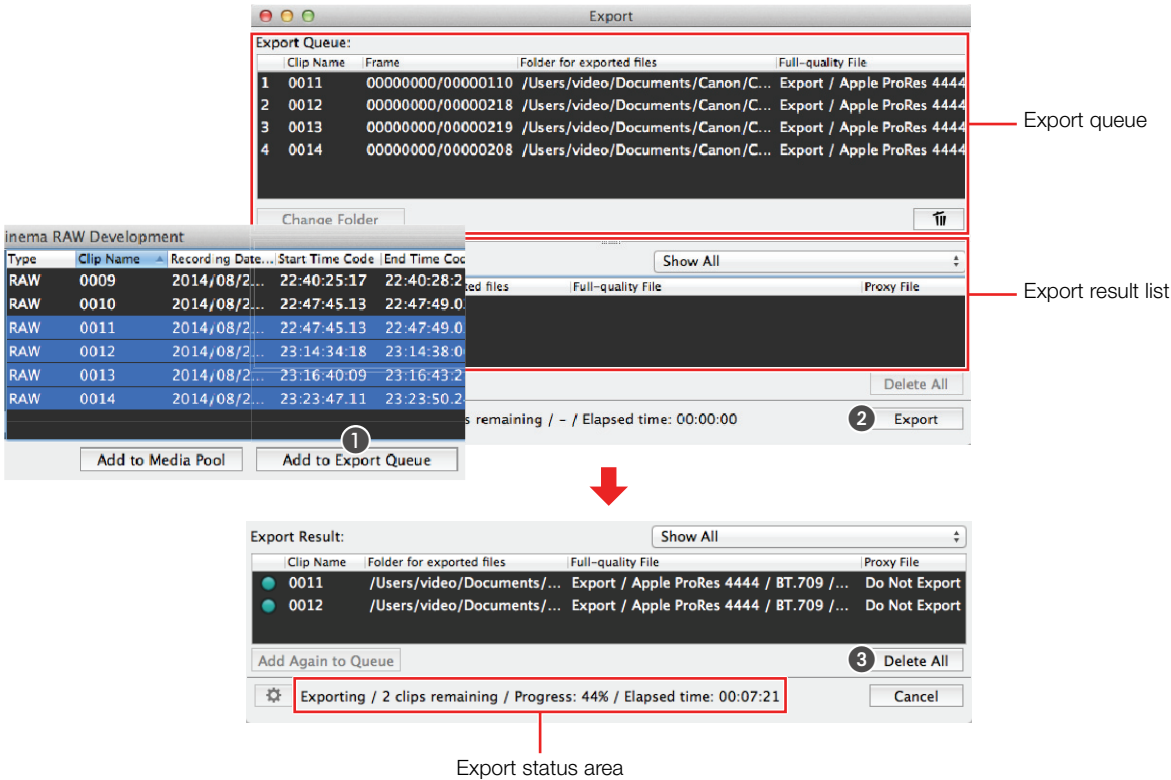 Export
Export Queue:
Clip Name Frame Folder for exported files Full-quality File
1 0011 00000000/00000110 /Users/video/Documents/Canon/C... Export / Apple ProRes 4444
2 0012 00000000/00000218 /Users/video/Documents/Canon/C... Export / Apple ProRes 4444
3 0013 00000000/00000219 /Users/video/Documents/Canon/C... Export / Apple ProRes 4444
4 0014 00000000/00000208 /Users/video/Documents/Canon/C... Export / Apple ProRes 4444
Export queue
Change Folder
inema RAW Development
Type Clip Name Recording Date... Start Time Code End Time Coc
RAW 0009 2014/08/2... 22:40:25:17 22:40:28:2
RAW 0010 2014/08/2... 22:47:45.13 22:47:49.0
RAW 0011 2014/08/2... 22:47:45.13 22:47:49.0
RAW 0012 2014/08/2... 23:14:34:18 23:14:38:0
RAW 0013 2014/08/2... 23:16:40:09 23:16:43:2
RAW 0014 2014/08/2... 23:23:47.11 23:23:50.2
1
Add to Media Pool Add to Export Queue
Show All
ted files Full-quality File Proxy File
Export result list
Delete All
s remaining / - / Elapsed time: 00:00:00
2 Export
Export Result: Show All
Clip Name Folder for exported files Full-quality File Proxy File
0011 /Users/video/Documents/... Export / Apple ProRes 4444 / BT.709 /... Do Not Export
0012 /Users/video/Documents/... Export / Apple ProRes 4444 / BT.709 /... Do Not Export
Add Again to Queue 3 Delete All
Exporting / 2 clips remaining / Progress: 44% / Elapsed time: 00:07:21 Cancel
Export status area